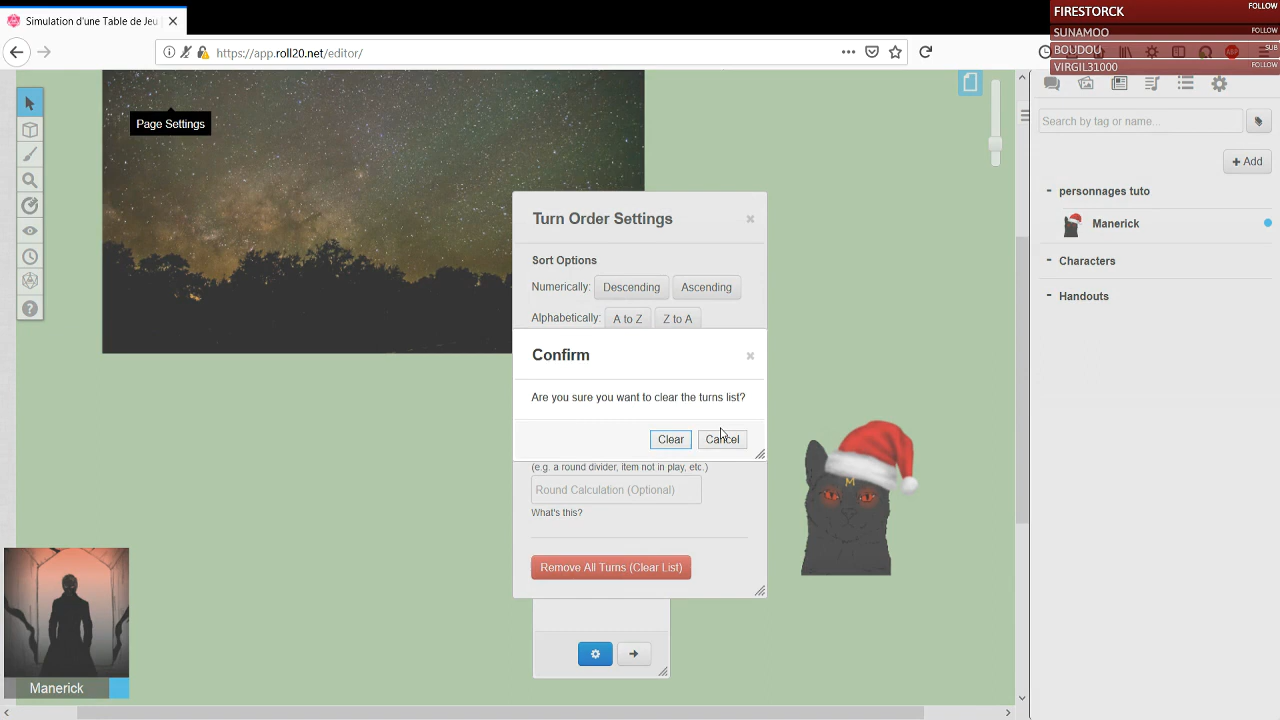 Simulation d'une Table de Jeu
FIRESTORCK
FOLLOW
SUNAMOO
FOLLOW
BOUDOU
SUB
VIRGIL31000
FOLLOW
https://app.roll20.net/editor/
ABP
Page Settings
Search by tag or name...
+ Add
- personnages tuto
Manerick
- Characters
- Handouts
Turn Order Settings
Sort Options
Numerically:
Descending
Ascending
Alphabetically:
A to Z
Z to A
Confirm
Are you sure you want to clear the turns list?
Clear
Cancel
(e.g. a round divider, item not in play, etc.)
Round Calculation (Optional)
What's this?
Remove All Turns (Clear List)
M
Manerick